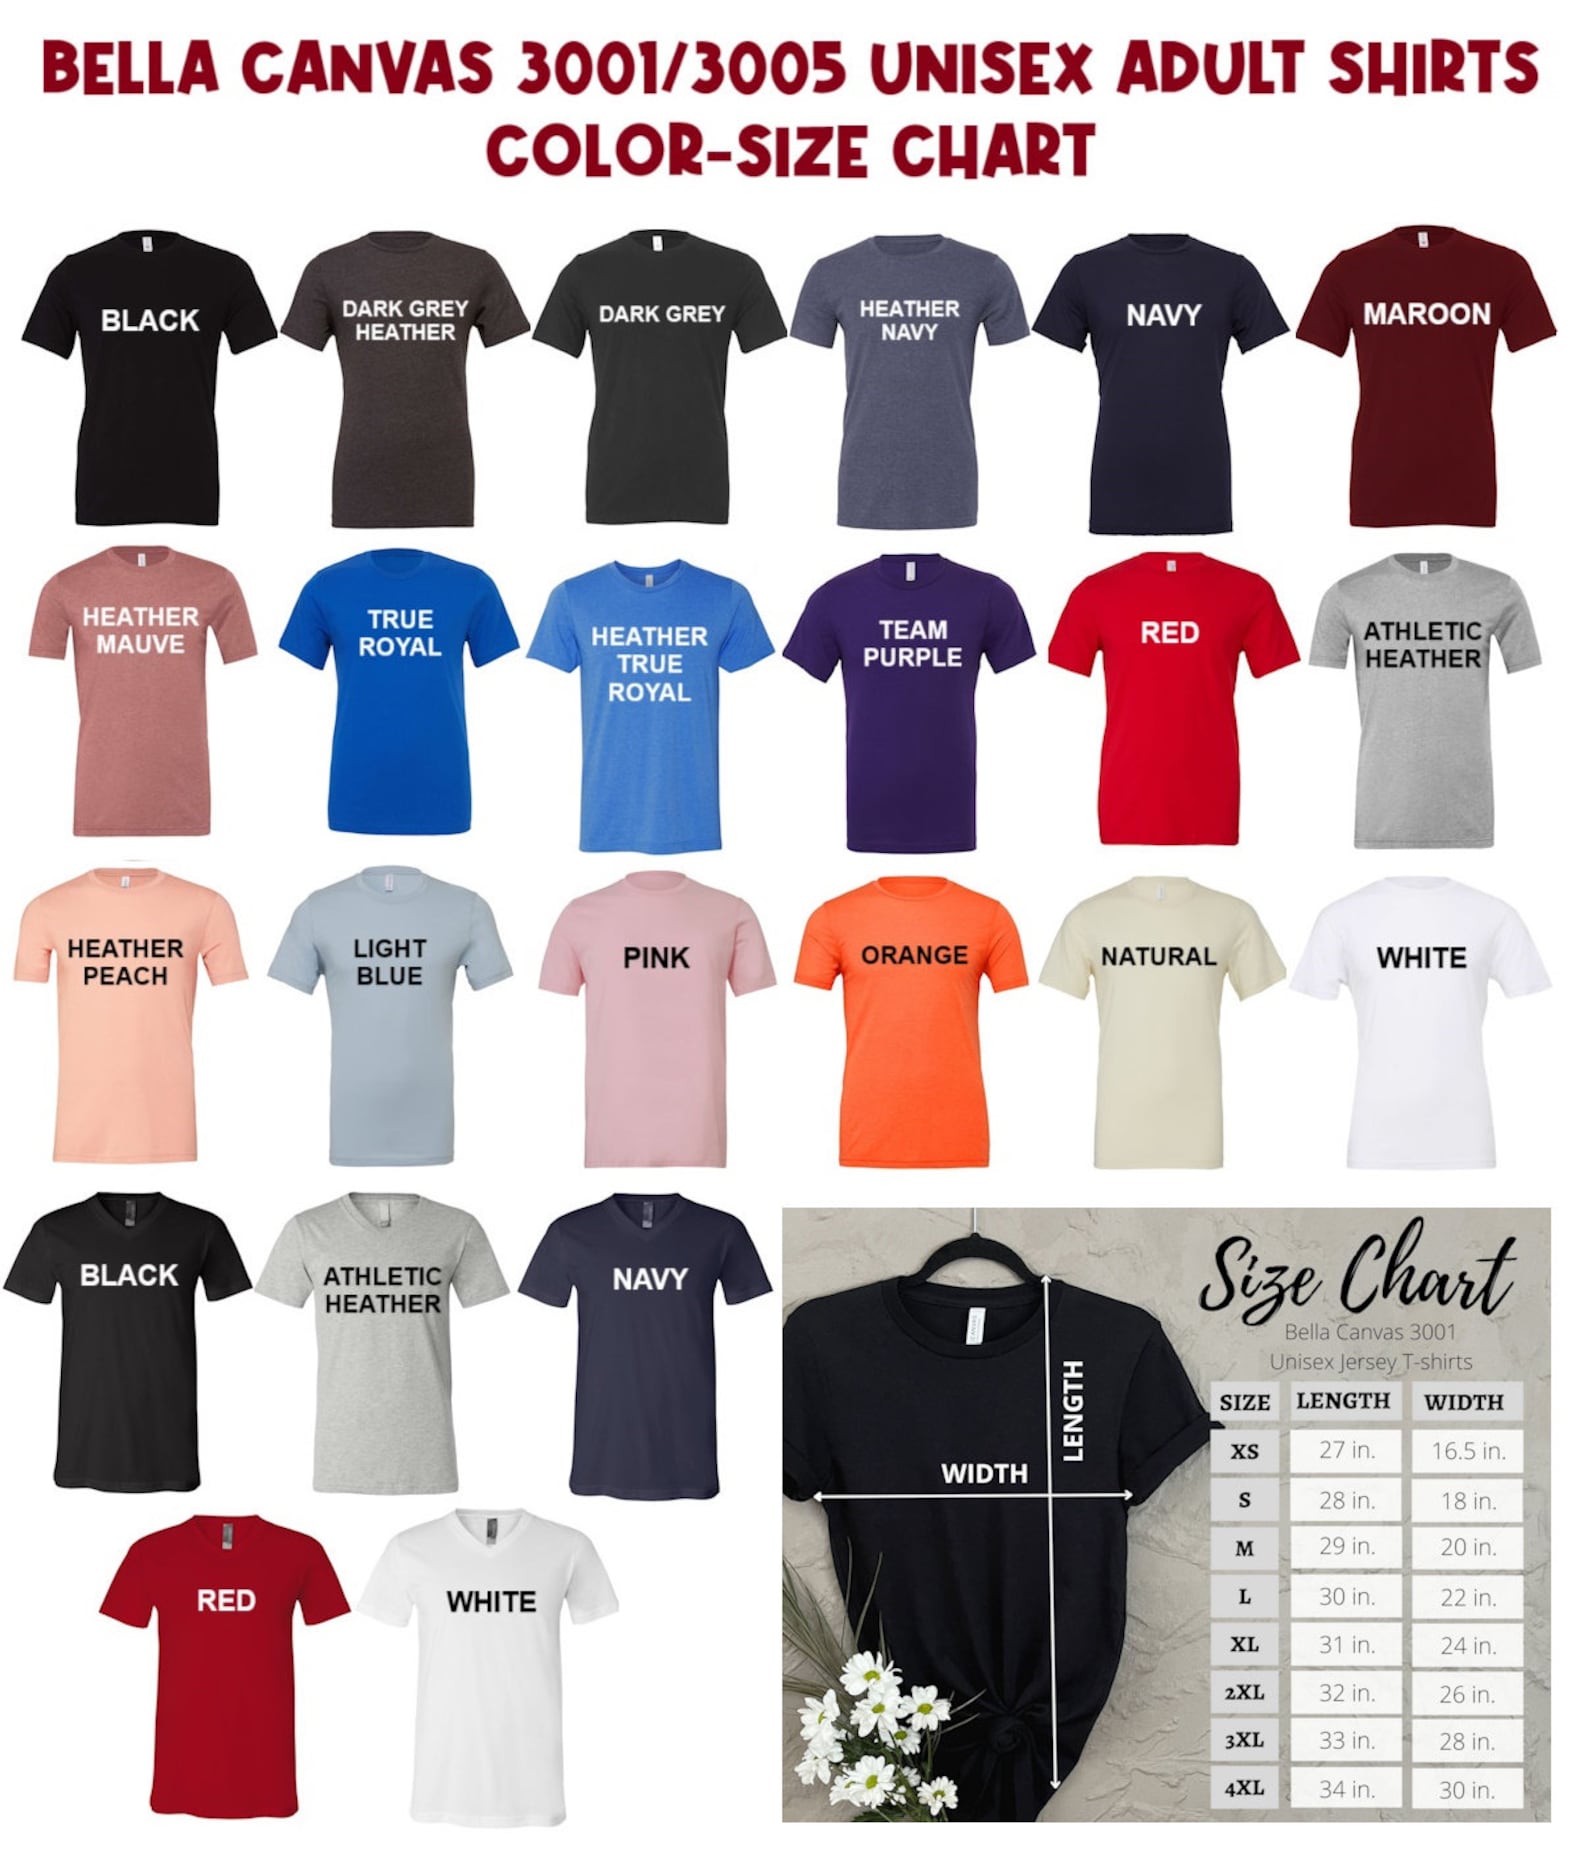 BELLA CANVAS 3001/3005 UNISEX ADULT SHIRTS
COLOR-SIZE CHART
BLACK
DARK GREY
HEATHER
DARK GREY
HEATHER
NAVY
NAVY
MAROON
HEATHER
MAUVE
TRUE
ROYAL
HEATHER
TRUE
ROYAL
TEAM
PURPLE
RED
ATHLETIC
HEATHER
HEATHER
PEACH
LIGHT
BLUE
PINK
ORANGE
NATURAL
WHITE
BLACK
ATHLETIC
HEATHER
NAVY
RED
WHITE
Size Chart
Bella Canvas 3001
Unisex Jersey T-shirts
LENGTH
WIDTH
SIZE LENGTH WIDTH
XS 27 in. 16.5 in.
S 28 in. 18 in.
M 29 in. 20 in.
L 30 in. 22 in.
XL 31 in. 24 in.
2XL 32 in. 26 in.
3XL 33 in. 28 in.
4XL 34 in. 30 in.